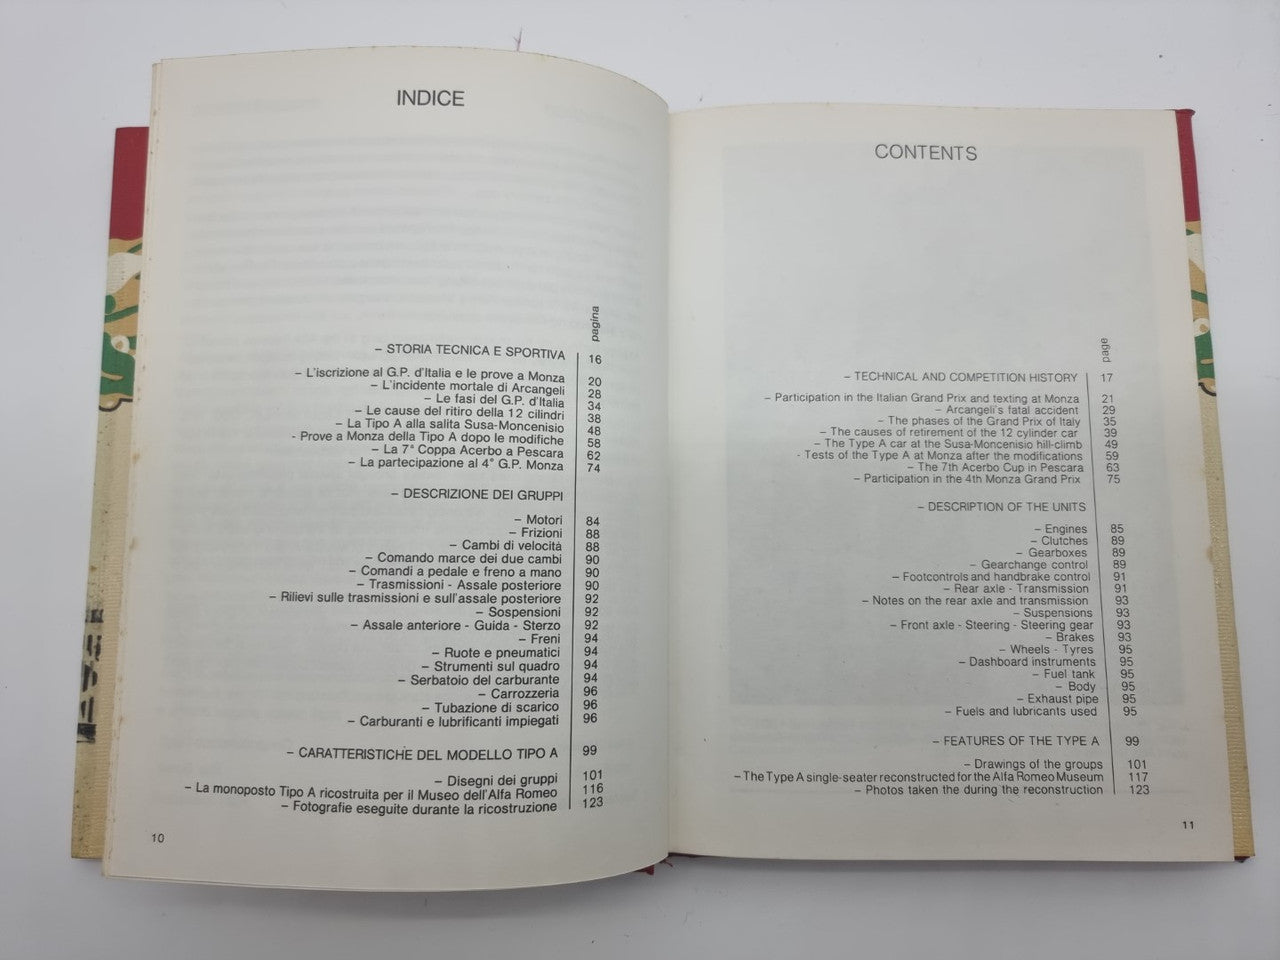 INDICE
pagina
– STORIA TECNICA E SPORTIVA 16
– L'iscrizione al G.P. d'Italia e le prove a Monza 20
– L'incidente mortale di Arcangeli 28
– Le fasi del G.P. d'Italia 34
– Le cause del ritiro della 12 cilindri 38
– La Tipo A alla salita Susa-Moncenisio 48
- Prove a Monza della Tipo A dopo le modifiche 58
– La 7ª Coppa Acerbo a Pescara 62
– La partecipazione al 4° G.P. Monza 74
– DESCRIZIONE DEI GRUPPI
– Motori 84
– Frizioni 88
– Cambi di velocità 88
– Comando marce dei due cambi 90
– Comandi a pedale e freno a mano 90
– Trasmissioni - Assale posteriore 90
– Rilievi sulle trasmissioni e sull'assale posteriore 92
– Sospensioni 92
– Assale anteriore - Guida - Sterzo 92
– Freni 94
– Ruote e pneumatici 94
– Strumenti sul quadro 94
– Serbatoio del carburante 94
– Carrozzeria 96
– Tubazione di scarico 96
– Carburanti e lubrificanti impiegati 96
– CARATTERISTICHE DEL MODELLO TIPO A 99
– Disegni dei gruppi 101
– La monoposto Tipo A ricostruita per il Museo dell'Alfa Romeo 116
– Fotografie eseguite durante la ricostruzione 123
10
CONTENTS
page
– TECHNICAL AND COMPETITION HISTORY 17
– Participation in the Italian Grand Prix and texting at Monza 21
– Arcangeli's fatal accident 29
– The phases of the Grand Prix of Italy 35
– The causes of retirement of the 12 cylinder car 39
– The Type A car at the Susa-Moncenisio hill-climb 49
- Tests of the Type A at Monza after the modifications 59
– The 7th Acerbo Cup in Pescara 63
– Participation in the 4th Monza Grand Prix 75
– DESCRIPTION OF THE UNITS
– Engines 85
– Clutches 89
– Gearboxes 89
– Gearchange control 89
– Footcontrols and handbrake control 91
– Rear axle - Transmission 91
– Notes on the rear axle and transmission 93
– Suspensions 93
– Front axle - Steering - Steering gear 93
– Brakes 93
– Wheels - Tyres 95
– Dashboard instruments 95
– Fuel tank 95
– Body 95
– Exhaust pipe 95
– Fuels and lubricants used 95
– FEATURES OF THE TYPE A 99
– Drawings of the groups 101
– The Type A single-seater reconstructed for the Alfa Romeo Museum 117
– Photos taken the during the reconstruction 123
11